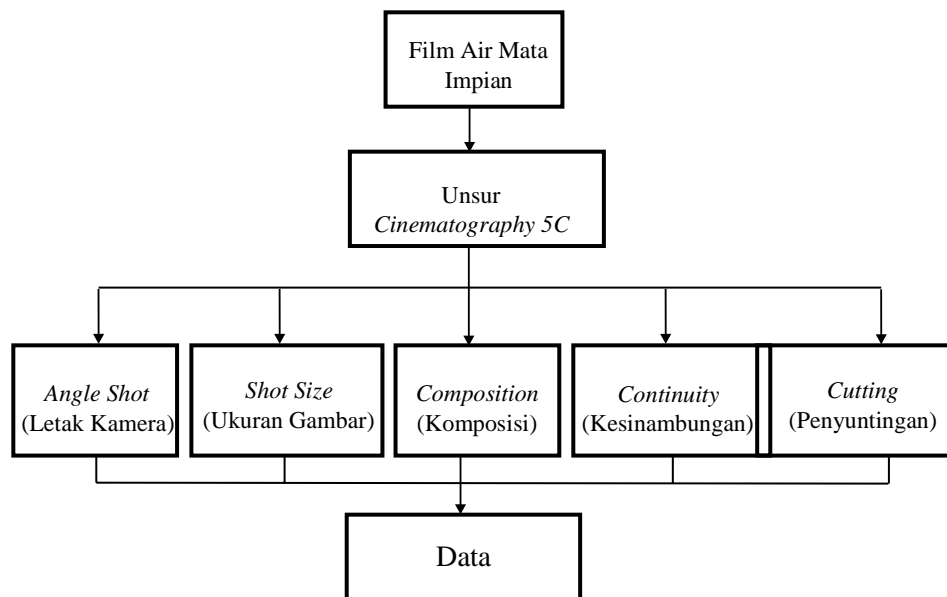 Film Air Mata
Impian
Unsur
Cinematography 5C
Angle Shot
(Letak Kamera)
Shot Size
(Ukuran Gambar)
Composition
(Komposisi)
Continuity
(Kesinambungan)
Cutting
(Penyuntingan)
Data